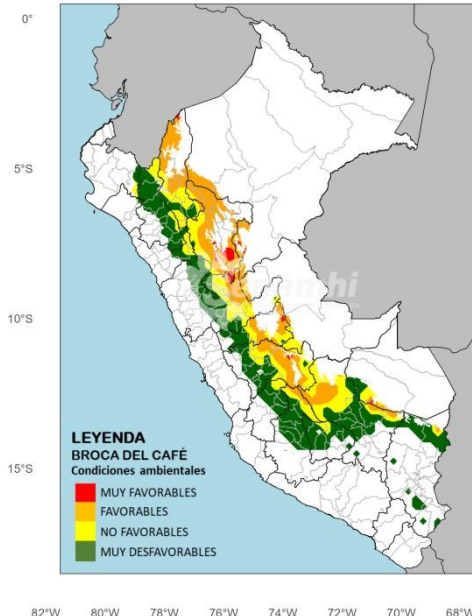 0°
5°S
10°S
15°S
senamhi
LEYENDA
BROCA DEL CAFÉ
Condiciones ambientales
MUY FAVORABLES
FAVORABLES
NO FAVORABLES
MUY DESFAVORABLES
82°W 80°W 78°W 76°W 74°W 72°W 70°W 68°W